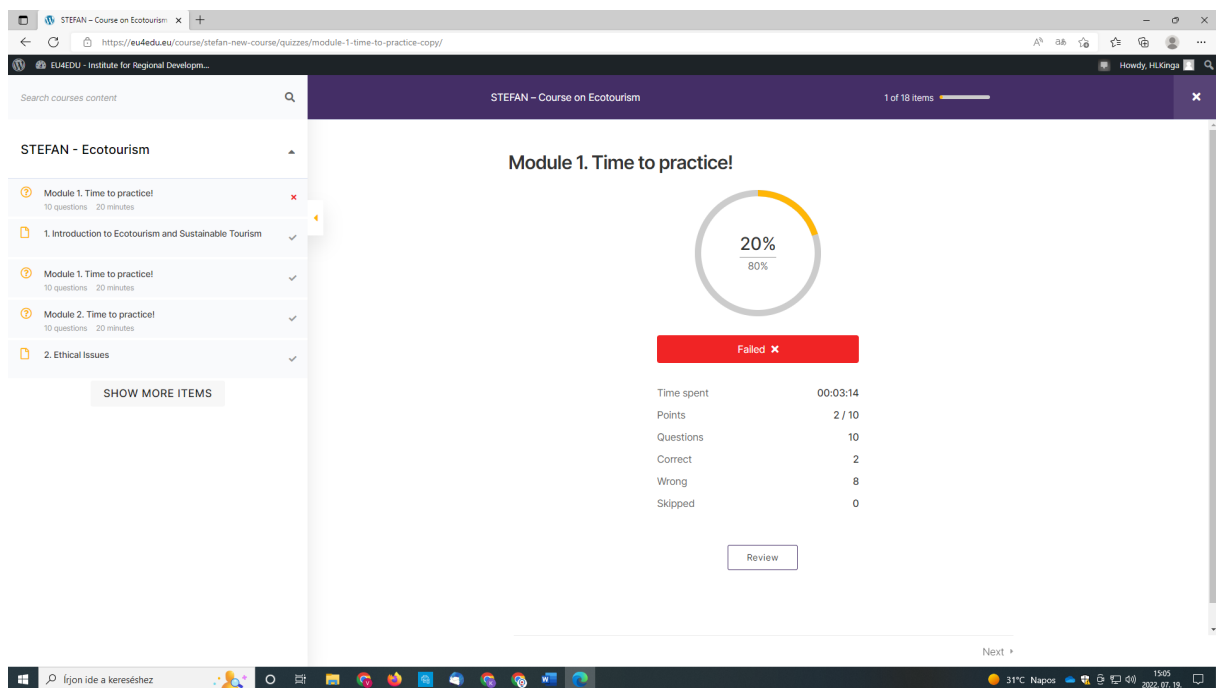 STEFAN – Course on Ecotourism
https://eu4edu.eu/course/stefan-new-course/quizzes/module-1-time-to-practice-copy/
EU4EDU - Institute for Regional Developm...
Howdy, HLKinga
Search courses content
STEFAN – Course on Ecotourism
1 of 18 items
STEFAN - Ecotourism
Module 1. Time to practice!
10 questions 20 minutes
1. Introduction to Ecotourism and Sustainable Tourism
Module 1. Time to practice!
10 questions 20 minutes
Module 2. Time to practice!
10 questions 20 minutes
2. Ethical Issues
SHOW MORE ITEMS
Module 1. Time to practice!
20%
80%
Failed
Time spent 00:03:14
Points 2 / 10
Questions 10
Correct 2
Wrong 8
Skipped 0
Review
Next
Írjon ide a kereséshez
31°C Napos
15:05
2022. 07. 19.